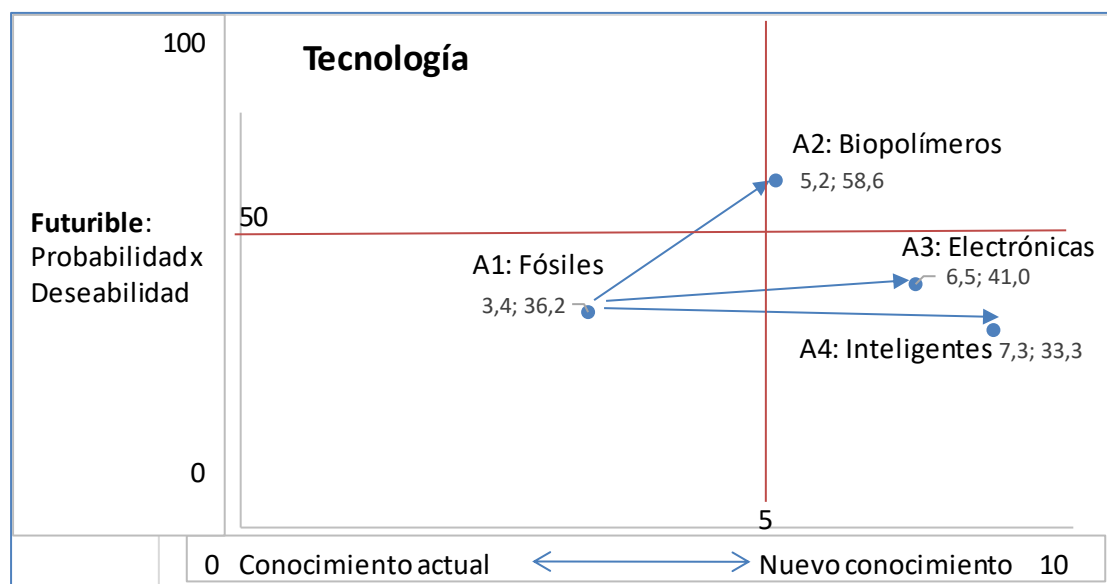 100
Tecnología
A2: Biopolímeros
5,2; 58,6
50
Futurible:
Probabilidad x
Deseabilidad
A1: Fósiles
3,4; 36,2
A3: Electrónicas
6,5; 41,0
A4: Inteligentes 7,3; 33,3
0
5
0 Conocimiento actual Nuevo conocimiento 10